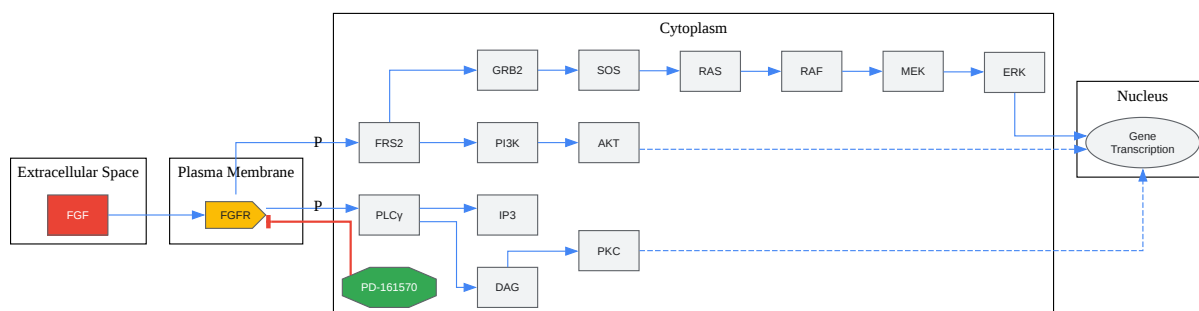 Cytoplasm
GRB2
SOS
RAS
RAF
MEK
ERK
Nucleus
P
FRS2
PI3K
AKT
Gene
Transcription
Extracellular Space
Plasma Membrane
FGF
FGFR
P
PLCγ
IP3
PKC
PD-161570
DAG